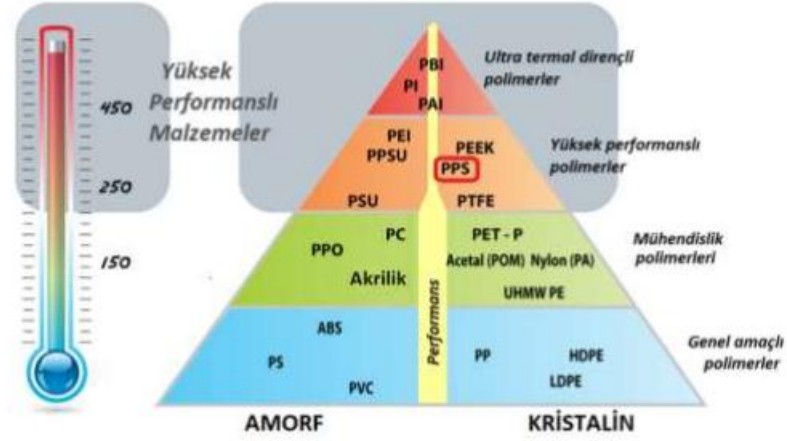 Yüksek
Performanslı
Malzemeler
450
250
150
PBI
PI
PAI
Ultra termal dirençli
polimerler
PEI
PPSU
PSU
PEEK
PPS
PTFE
Yüksek performanslı
polimerler
PC
PPO
Akrilik
PET - P
Acetal (POM) Nylon (PA)
UHMW PE
Mühendislik
polimerleri
ABS
PS
PVC
Performans
PP
HDPE
LDPE
Genel amaçlı
polimerler
AMORF
KRİSTALİN